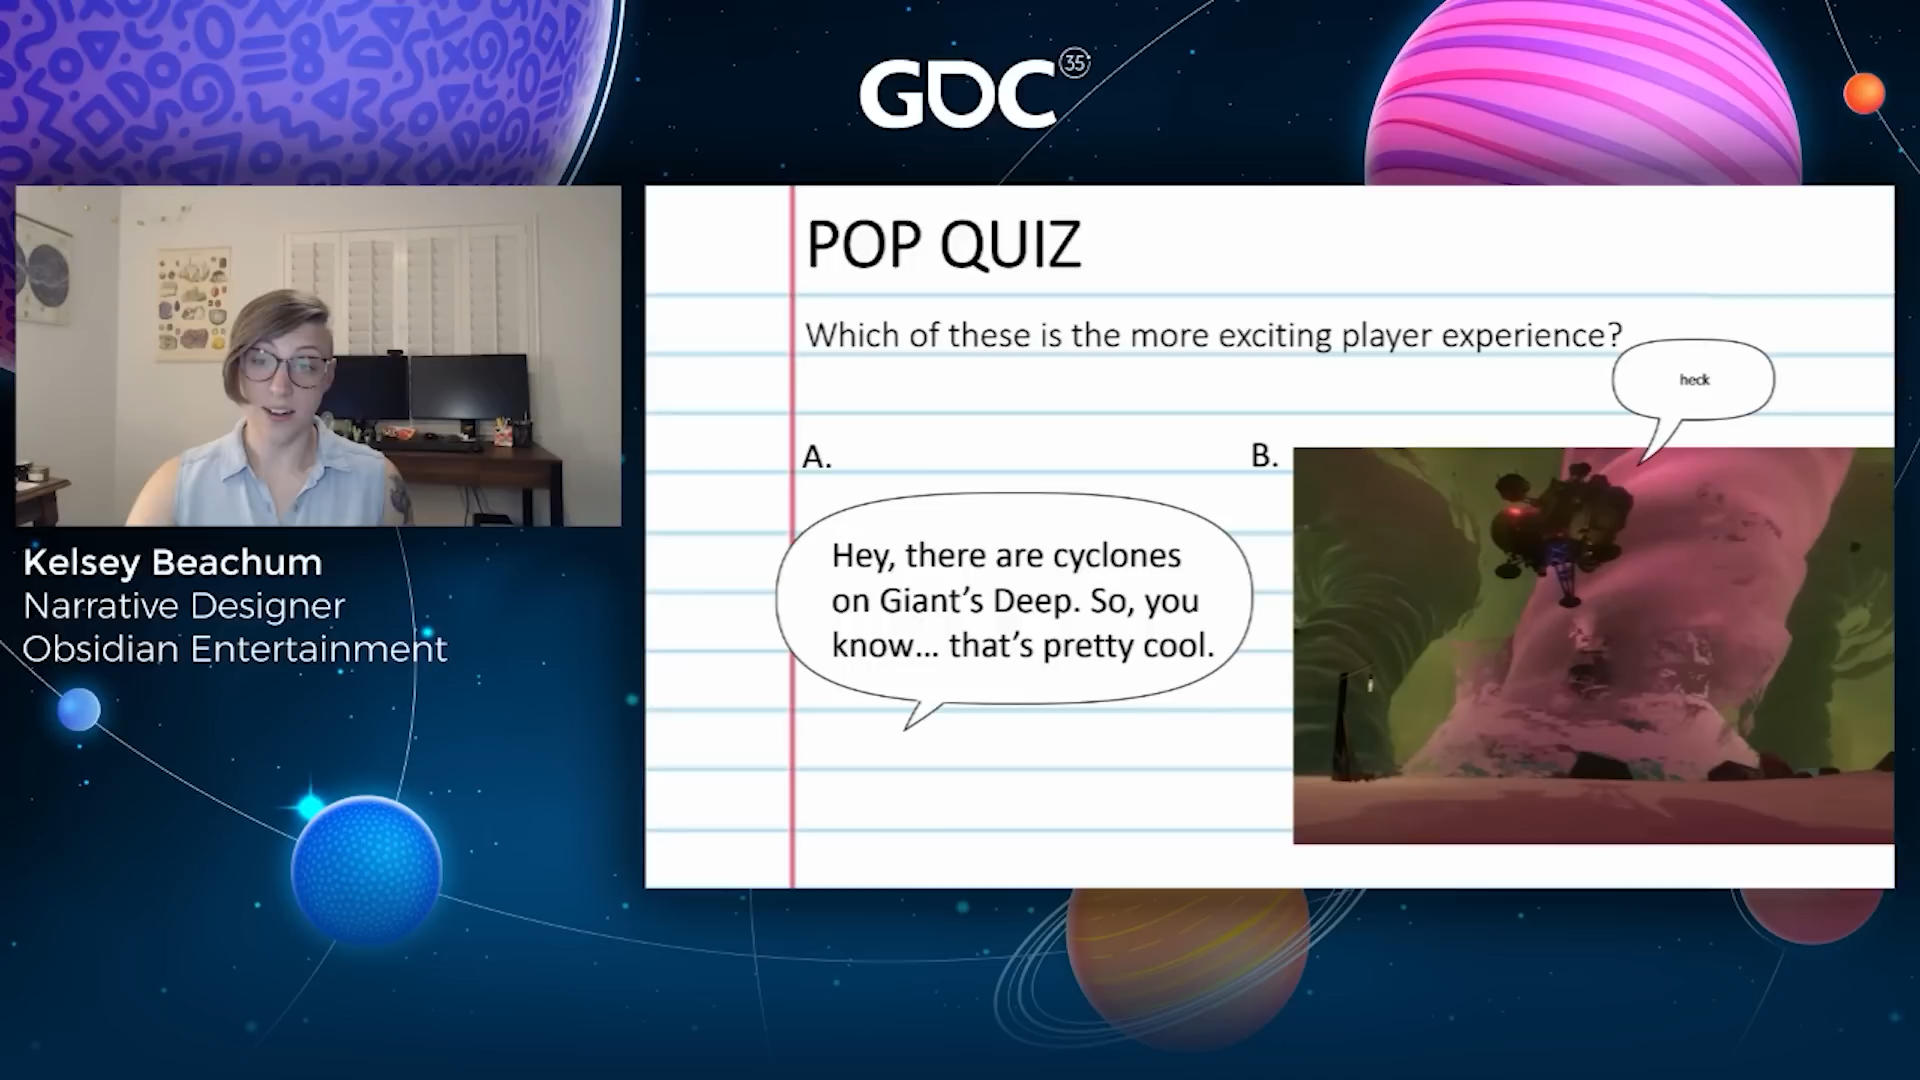 GDC 35
POP QUIZ
Which of these is the more exciting player experience?
heck
A.
B.
Hey, there are cyclones
on Giant’s Deep. So, you
know... that’s pretty cool.
Kelsey Beachum
Narrative Designer
Obsidian Entertainment